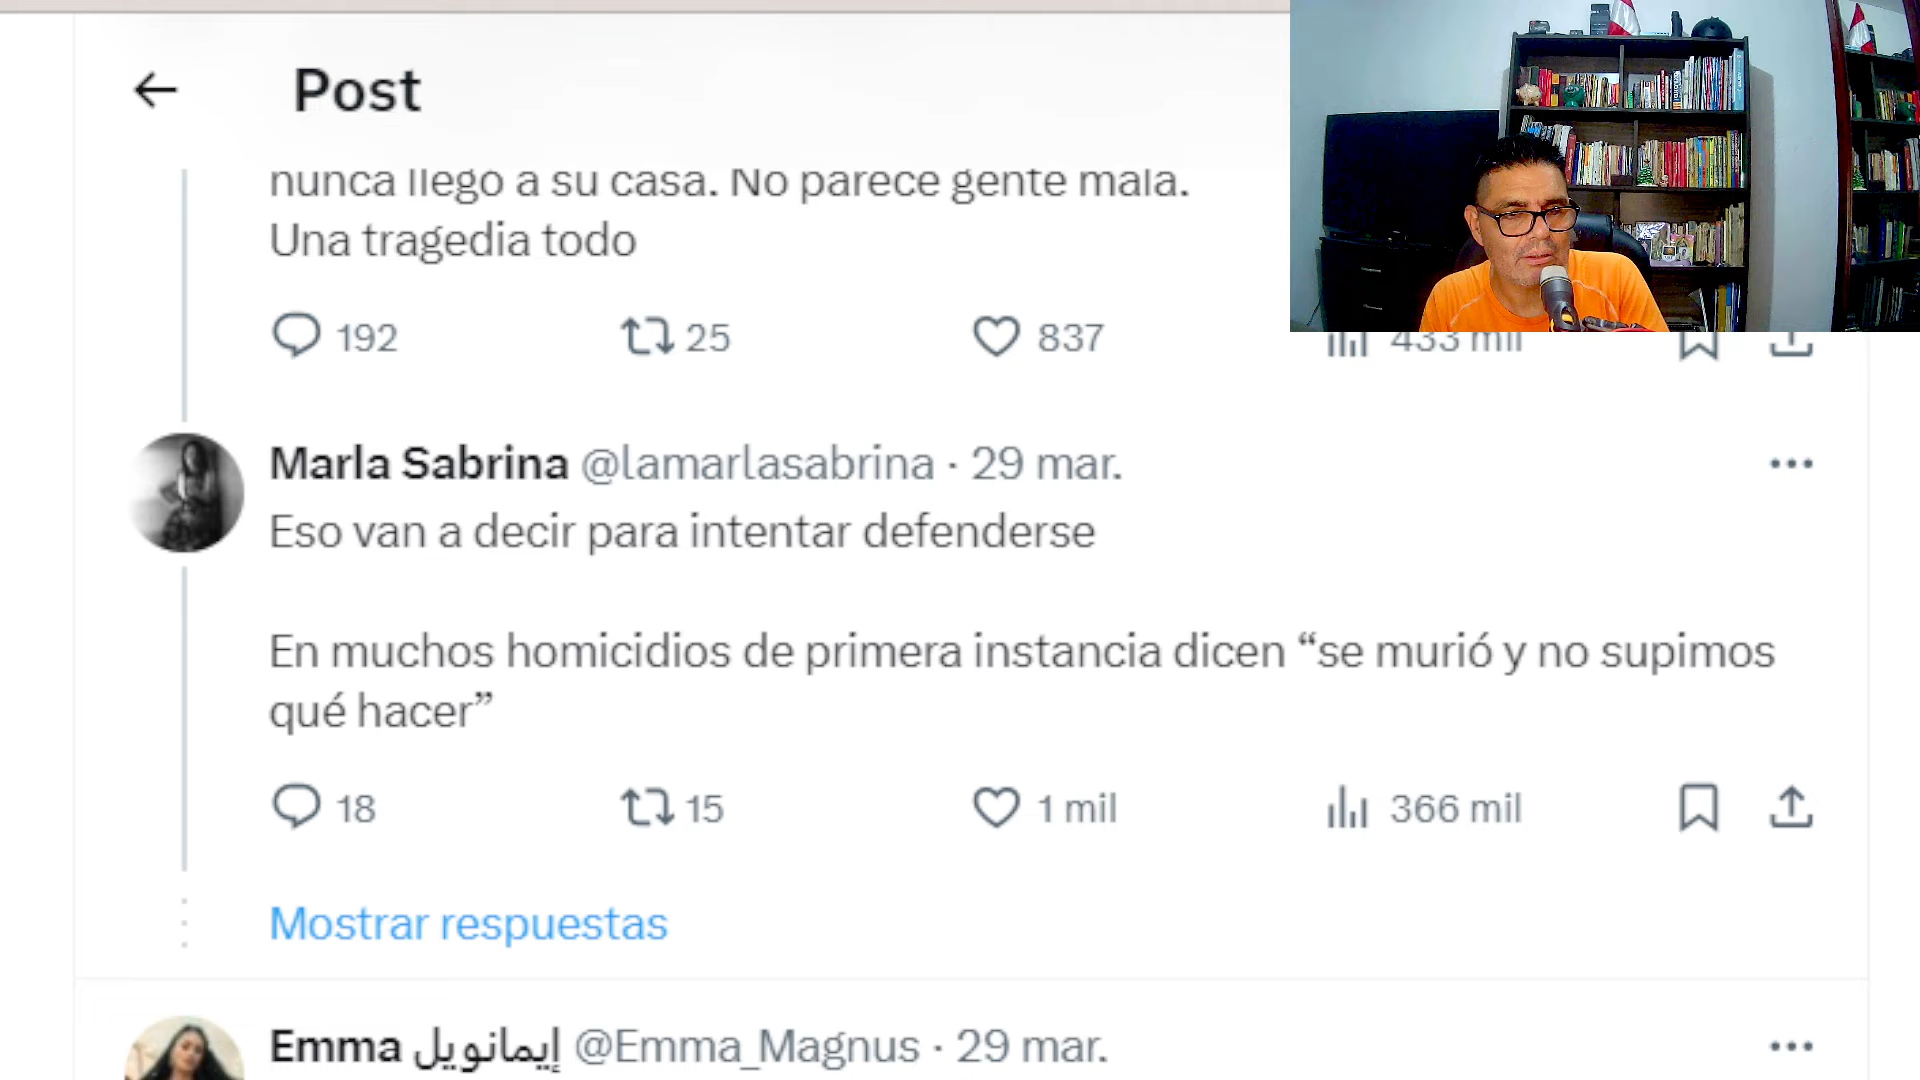 Post
nunca llegó a su casa. No parece gente mala.
Una tragedia todo
192 25 837 433 mil
Marla Sabrina @lamarlasabrina · 29 mar.
Eso van a decir para intentar defenderse
En muchos homicidios de primera instancia dicen “se murió y no supimos
qué hacer”
18 15 1 mil 366 mil
Mostrar respuestas
Emma إيمانويل @Emma_Magnus · 29 mar.